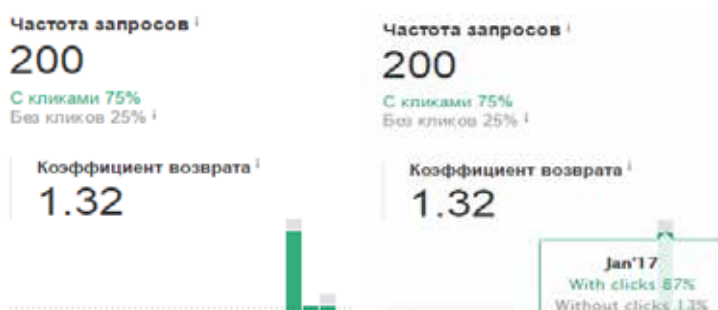 Частота запросов i
200
С кликами 75%
Без кликов 25% i
Коэффициент возврата i
1.32
Частота запросов i
200
С кликами 75%
Без кликов 25% i
Коэффициент возврата i
1.32
Jan'17
With clicks 87%
Without clicks 13%